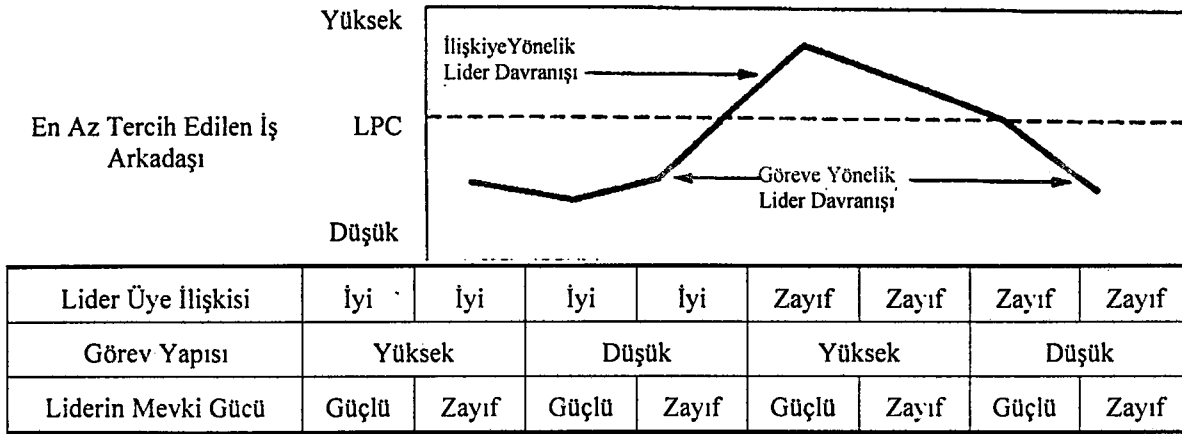 Yüksek
İlişkiyeYönelik
Lider Davranışı
En Az Tercih Edilen İş
Arkadaşı
LPC
Göreve Yönelik
Lider Davranışı
Düşük
Lider Üye İlişkisi İyi İyi İyi İyi Zayıf Zayıf Zayıf Zayıf
Görev Yapısı Yüksek Düşük Yüksek Düşük
Liderin Mevki Gücü Güçlü Zayıf Güçlü Zayıf Güçlü Zayıf Güçlü Zayıf